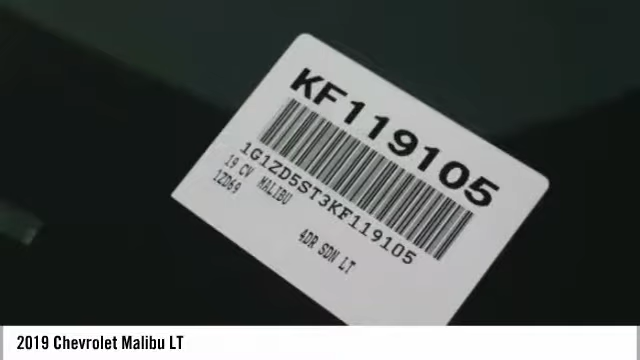 KF119105
1G1ZD5ST3KF119105
19 CV MALIBU
1ZD69
4DR SDN LT
2019 Chevrolet Malibu LT